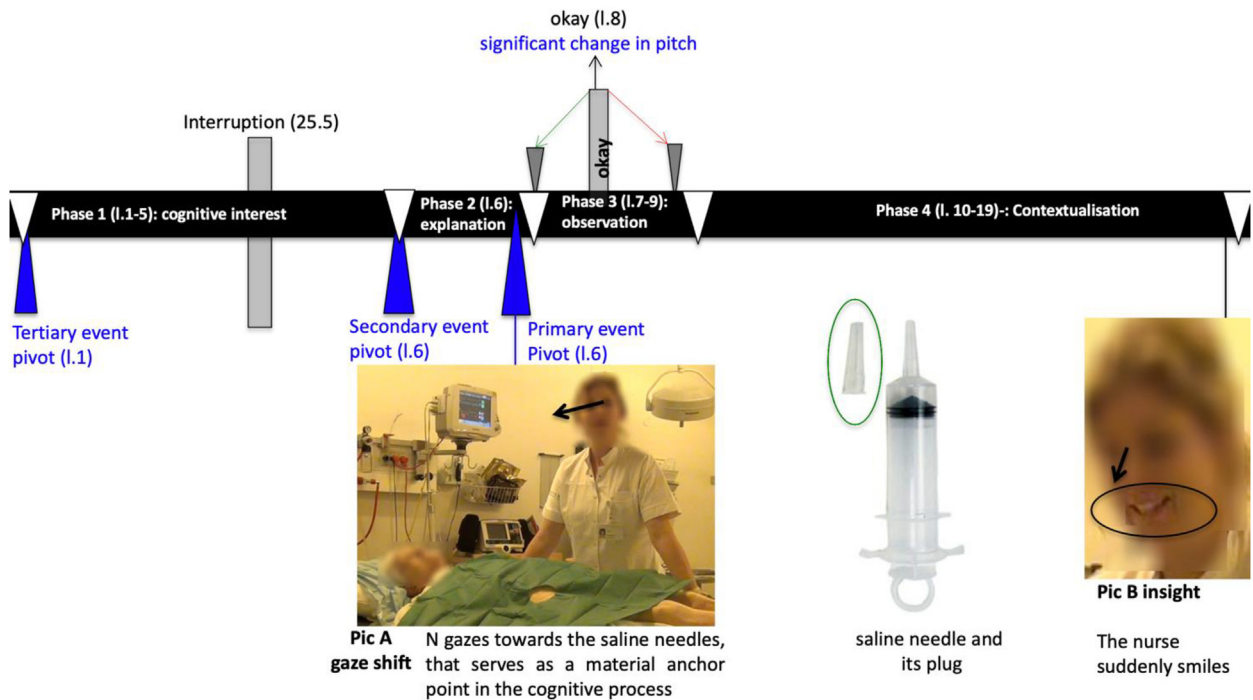 okay (l.8)
significant change in pitch
Interruption (25.5)
okay
Phase 1 (l.1-5): cognitive interest
Phase 2 (l.6):
explanation
Phase 3 (l.7-9):
observation
Phase 4 (l. 10-19)-: Contextualisation
Tertiary event
pivot (l.1)
Secondary event
pivot (l.6)
Primary event
Pivot (l.6)
Pic A
gaze shift
N gazes towards the saline needles,
that serves as a material anchor
point in the cognitive process
saline needle and
its plug
Pic B insight
The nurse
suddenly smiles